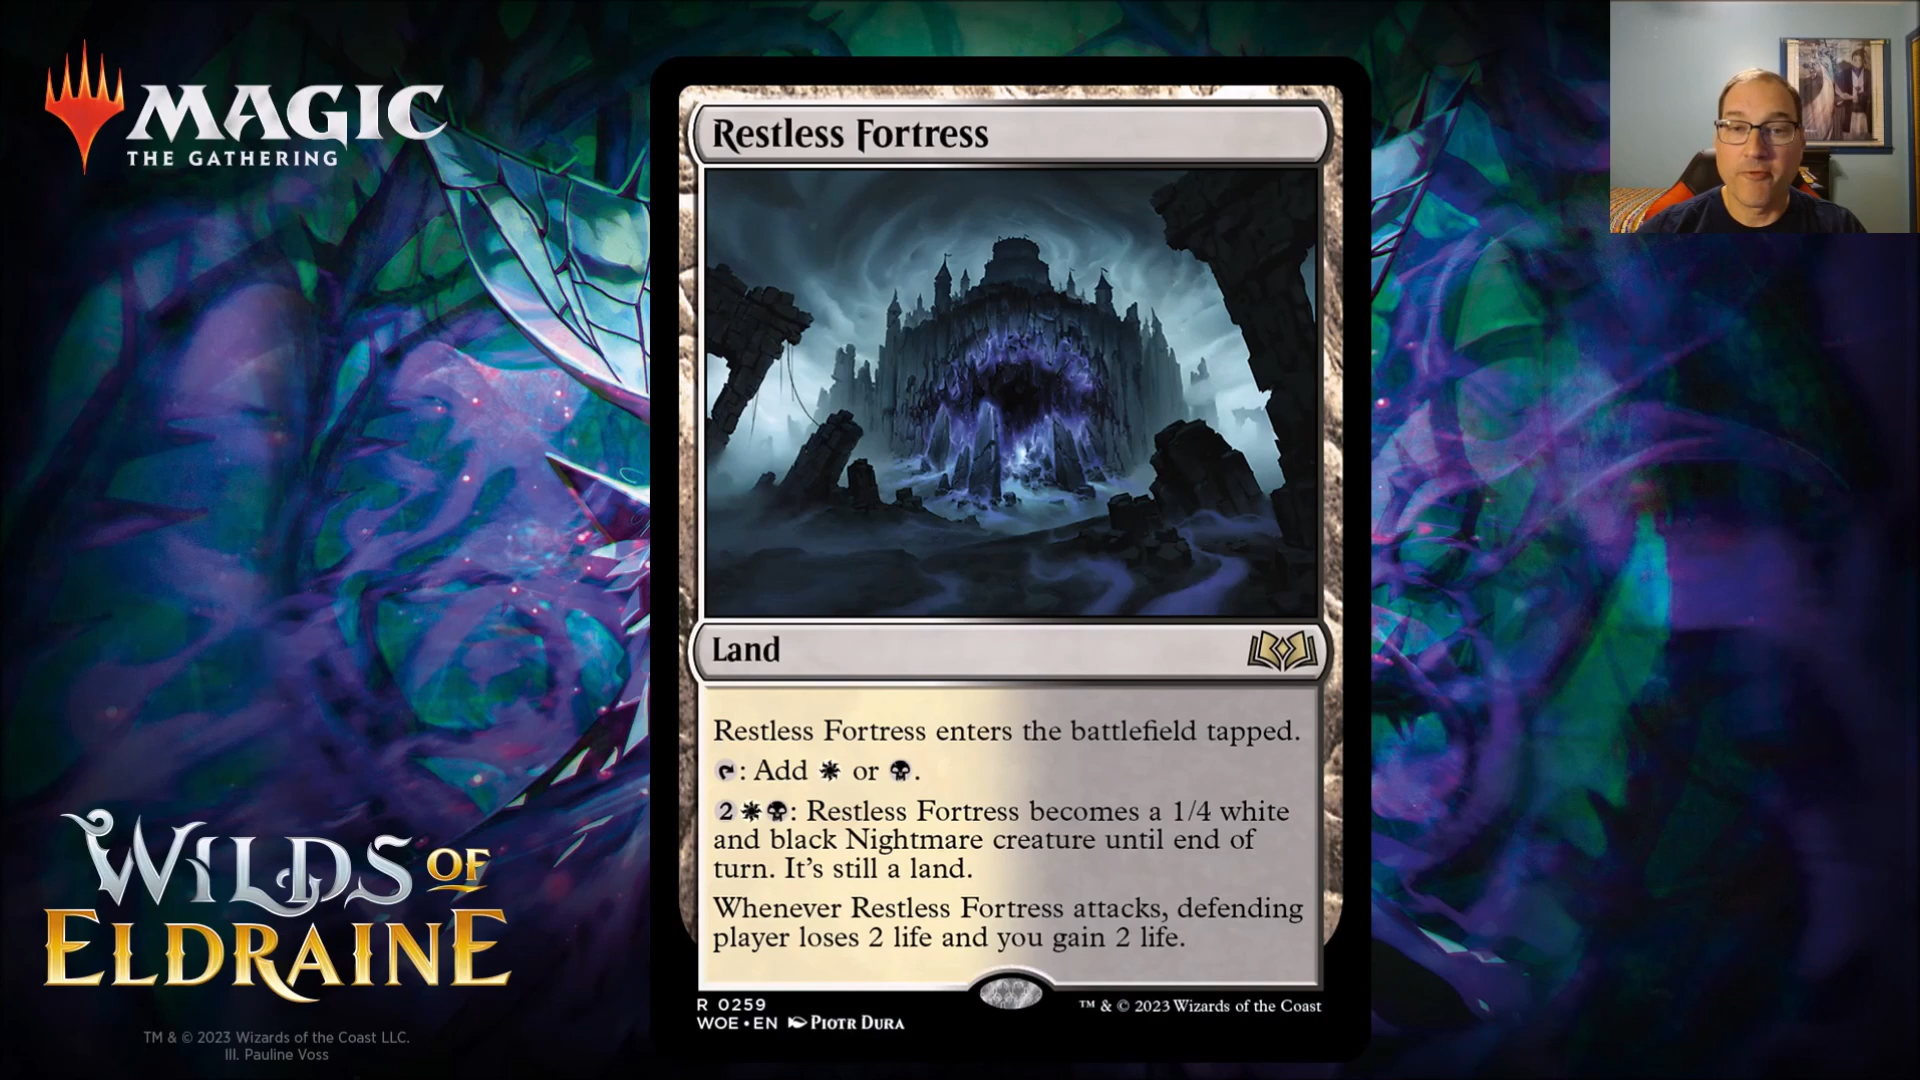 MAGIC
THE GATHERING
Restless Fortress
Land
Restless Fortress enters the battlefield tapped.
: Add or .
2: Restless Fortress becomes a 1/4 white
and black Nightmare creature until end of
turn. It's still a land.
Whenever Restless Fortress attacks, defending
player loses 2 life and you gain 2 life.
R 0259
WOE • EN Piotr Dura
™ & © 2023 Wizards of the Coast
WILDS OF
ELDRAINE
TM & © 2023 Wizards of the Coast LLC.
Ill. Pauline Voss